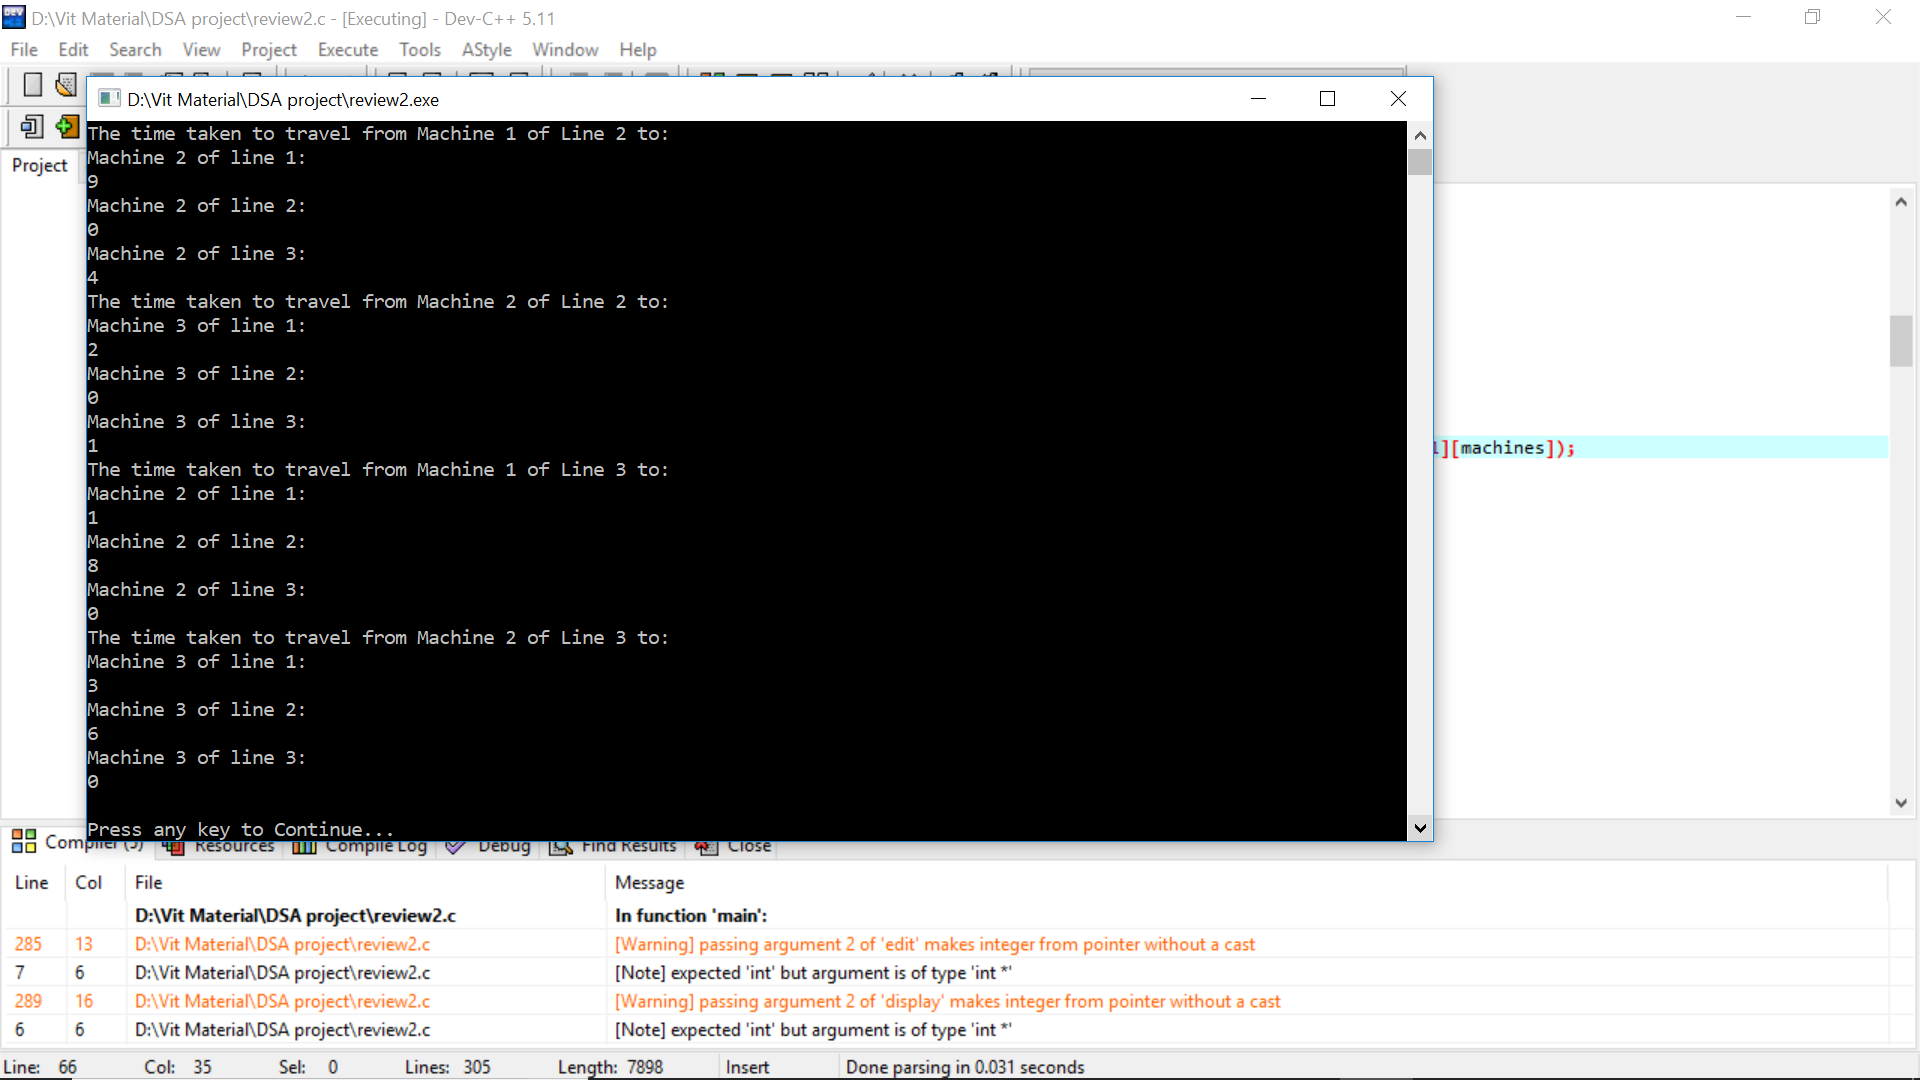 D:\Vit Material\DSA project\review2.c - [Executing] - Dev-C++ 5.11
File Edit Search View Project Execute Tools AStyle Window Help
D:\Vit Material\DSA project\review2.exe
Project
The time taken to travel from Machine 1 of Line 2 to:
Machine 2 of line 1:
9
Machine 2 of line 2:
0
Machine 2 of line 3:
4
The time taken to travel from Machine 2 of Line 2 to:
Machine 3 of line 1:
2
Machine 3 of line 2:
0
Machine 3 of line 3:
1
The time taken to travel from Machine 1 of Line 3 to:
Machine 2 of line 1:
1
Machine 2 of line 2:
8
Machine 2 of line 3:
0
The time taken to travel from Machine 2 of Line 3 to:
Machine 3 of line 1:
3
Machine 3 of line 2:
6
Machine 3 of line 3:
0
Press any key to Continue...
1][machines]);
Compiler (5) Resources Compile Log Debug Find Results Close
Line Col File Message
D:\Vit Material\DSA project\review2.c In function 'main':
285 13 D:\Vit Material\DSA project\review2.c [Warning] passing argument 2 of 'edit' makes integer from pointer without a cast
7 6 D:\Vit Material\DSA project\review2.c [Note] expected 'int' but argument is of type 'int *'
289 16 D:\Vit Material\DSA project\review2.c [Warning] passing argument 2 of 'display' makes integer from pointer without a cast
6 6 D:\Vit Material\DSA project\review2.c [Note] expected 'int' but argument is of type 'int *'
Line: 66 Col: 35 Sel: 0 Lines: 305 Length: 7898 Insert Done parsing in 0.031 seconds